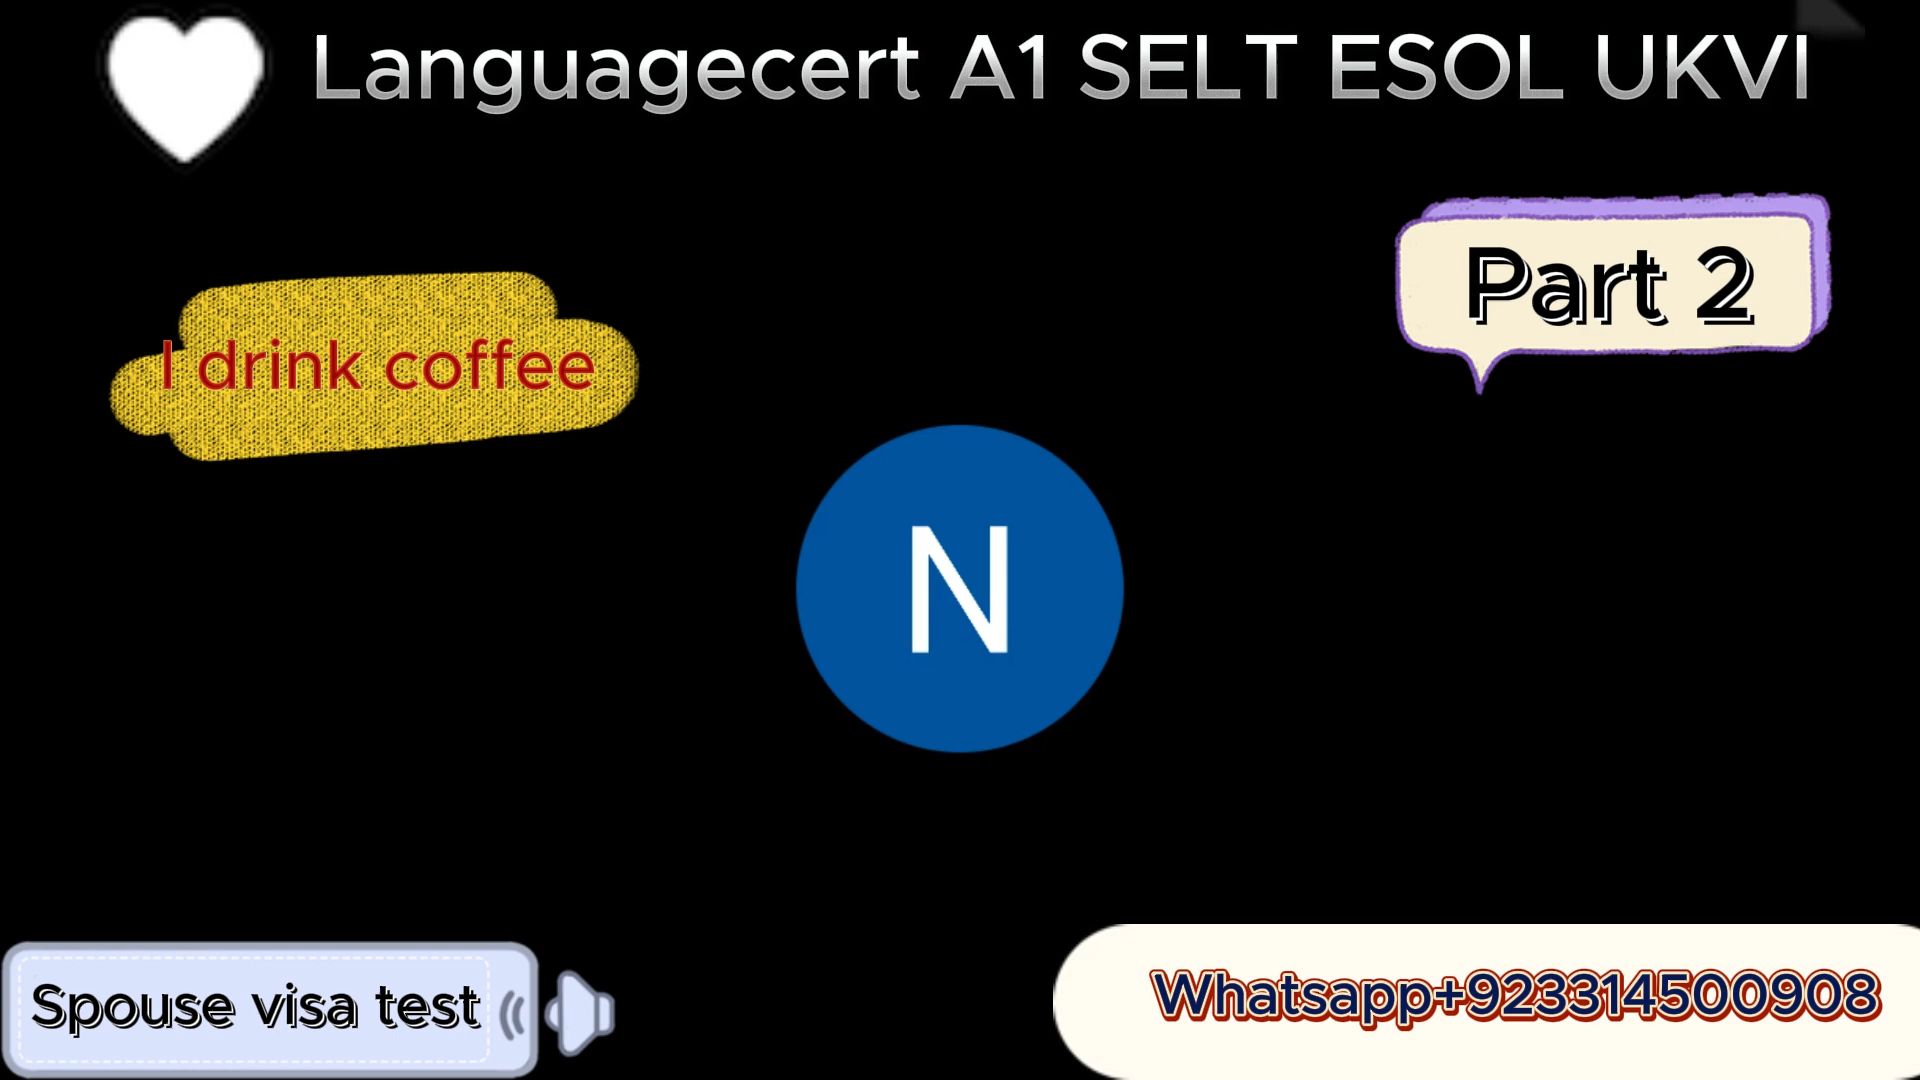 Languagecert A1 SELT ESOL UKVI
Part 2
I drink coffee
N
Spouse visa test
Whatsapp+923314500908